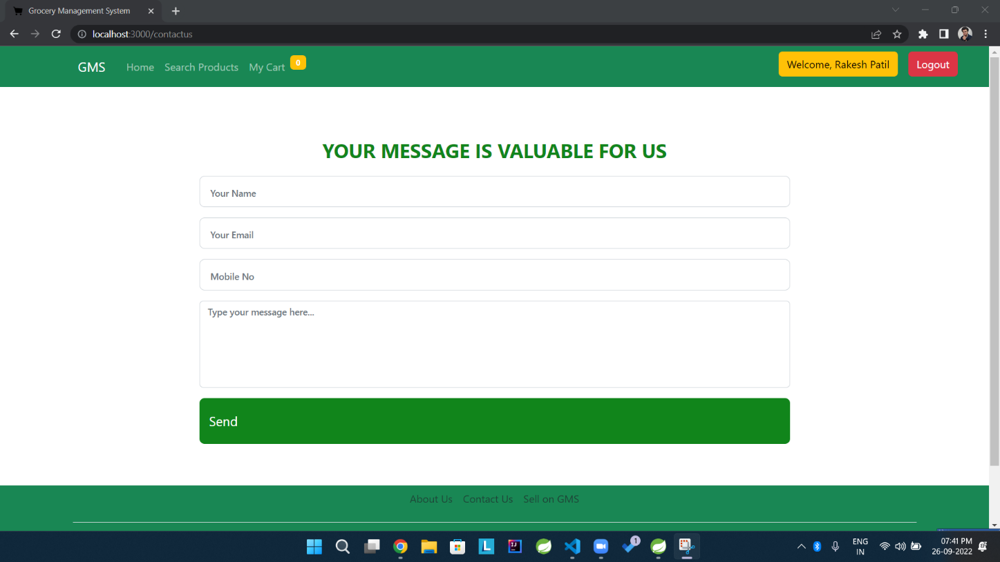 Grocery Management System
localhost:3000/contactus
GMS Home Search Products My Cart 0 Welcome, Rakesh Patil Logout
YOUR MESSAGE IS VALUABLE FOR US
Your Name
Your Email
Mobile No
Type your message here...
Send
About Us Contact Us Sell on GMS
L IJ 1 ENG 07:41 PM
IN 26-09-2022